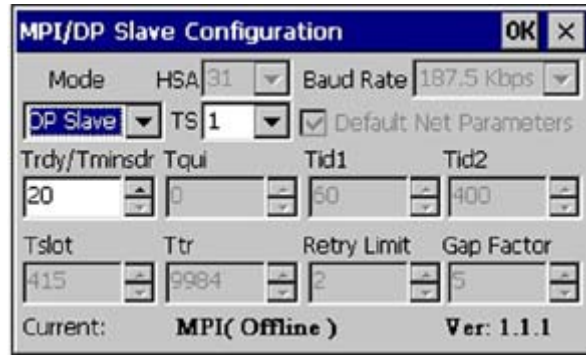 MPI/DP Slave Configuration OK ×
Mode HSA 31 Baud Rate 187.5 Kbps
DP Slave TS 1 Default Net Parameters
Trdy/Tminsdr Tqui Tid1 Tid2
20 0 60 400
Tslot Ttr Retry Limit Gap Factor
415 9984 2 5
Current: MPI( Offline ) Ver: 1.1.1